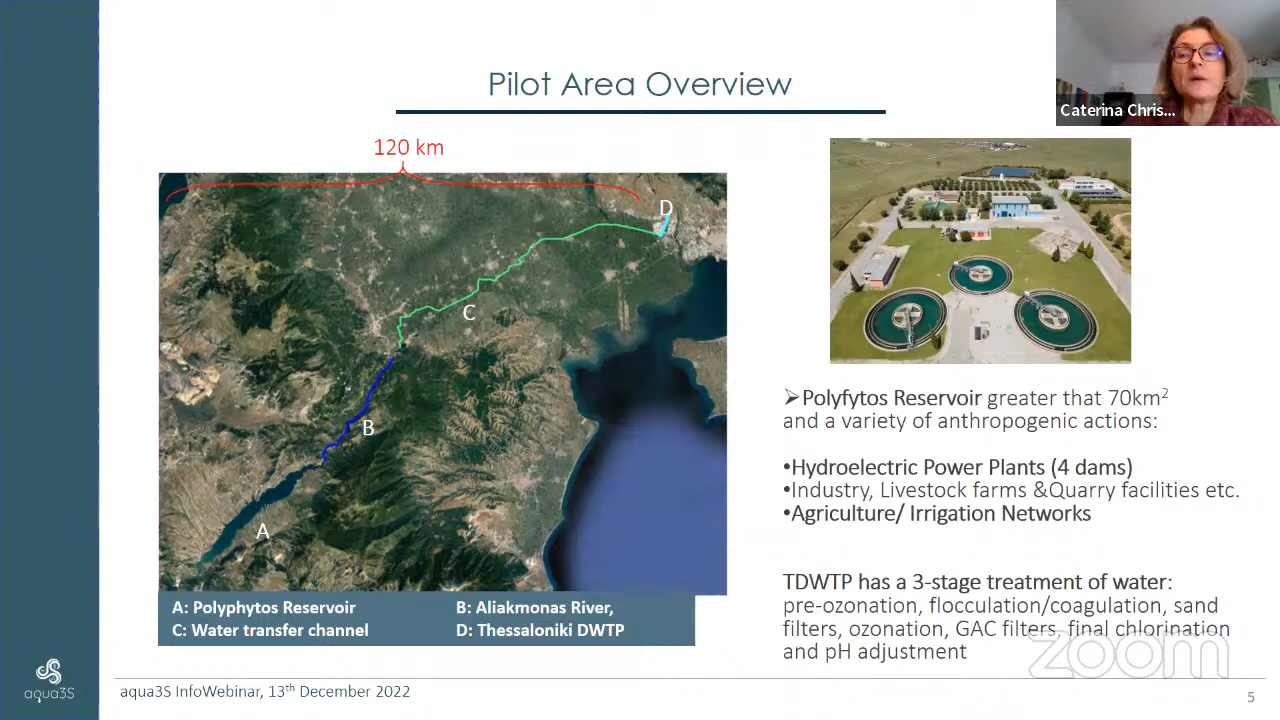 Pilot Area Overview
Caterina Chris...
120 km
D
C
B
A
A: Polyphytos Reservoir
B: Aliakmonas River,
C: Water transfer channel
D: Thessaloniki DWTP
➢Polyfytos Reservoir greater that 70km²
and a variety of anthropogenic actions:
•Hydroelectric Power Plants (4 dams)
•Industry, Livestock farms &Quarry facilities etc.
•Agriculture/ Irrigation Networks
TDWTP has a 3-stage treatment of water:
pre-ozonation, flocculation/coagulation, sand
filters, ozonation, GAC filters, final chlorination
and pH adjustment
zoom
aqua3S
aqua3S InfoWebinar, 13th December 2022
5